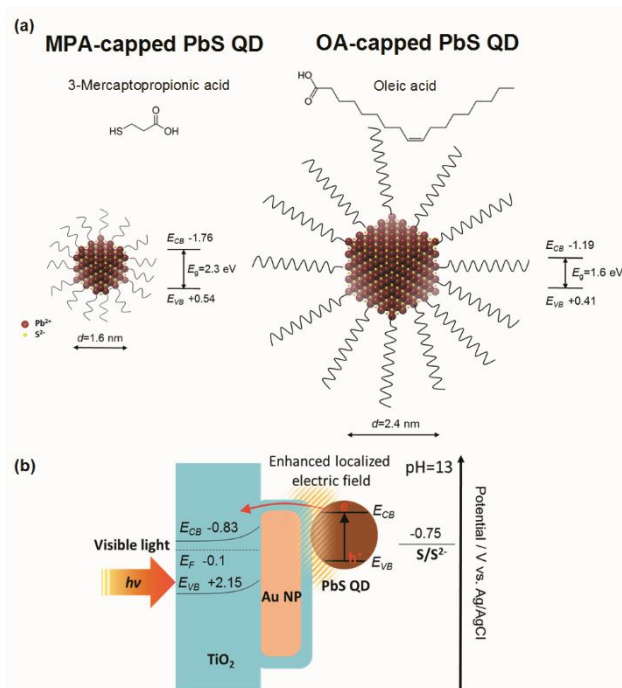 (a)
MPA-capped PbS QD
OA-capped PbS QD
3-Mercaptopropionic acid
Oleic acid
HO
O
O
HS
OH
E_CB -1.76
E_g=2.3 eV
E_VB +0.54
E_CB -1.19
E_g=1.6 eV
E_VB +0.41
Pb²⁺
S²⁻
d=1.6 nm
d=2.4 nm
(b)
Enhanced localized
electric field
pH=13
E_CB -0.83
e⁻
E_CB
-0.75
S/S²⁻
Visible light
hν
E_F -0.1
E_VB +2.15
h⁺
E_VB
PbS QD
Au NP
TiO₂
Potential / V vs. Ag/AgCl